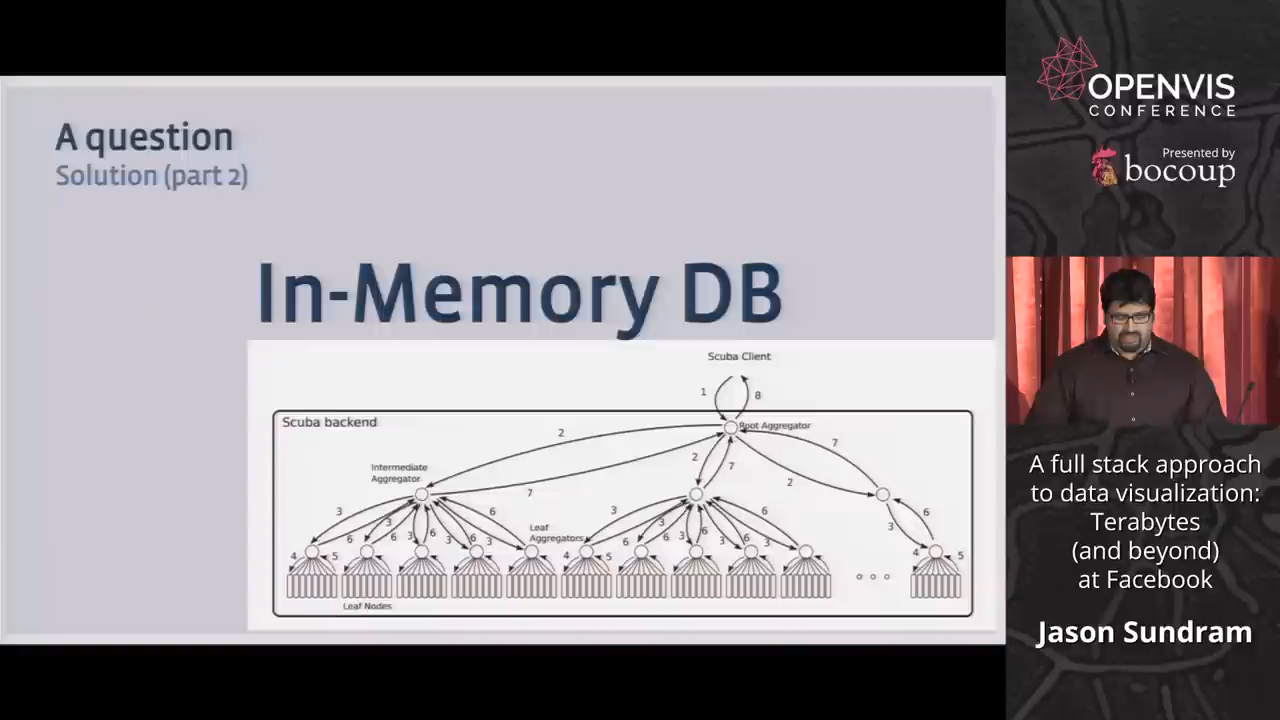 A question
Solution (part 2)
In-Memory DB
Scuba Client
1
8
Scuba backend
Root Aggregator
2
7
Intermediate
Aggregator
2
7
2
7
3
3
6
6
3
6
3
6
3
6
Leaf
Aggregators
3
3
6
6
3
6
3
6
3
6
3
6
4
5
4
5
4
5
Leaf Nodes
OPENVIS
CONFERENCE
Presented by
bocoup
A full stack approach
to data visualization:
Terabytes
(and beyond)
at Facebook
Jason Sundram